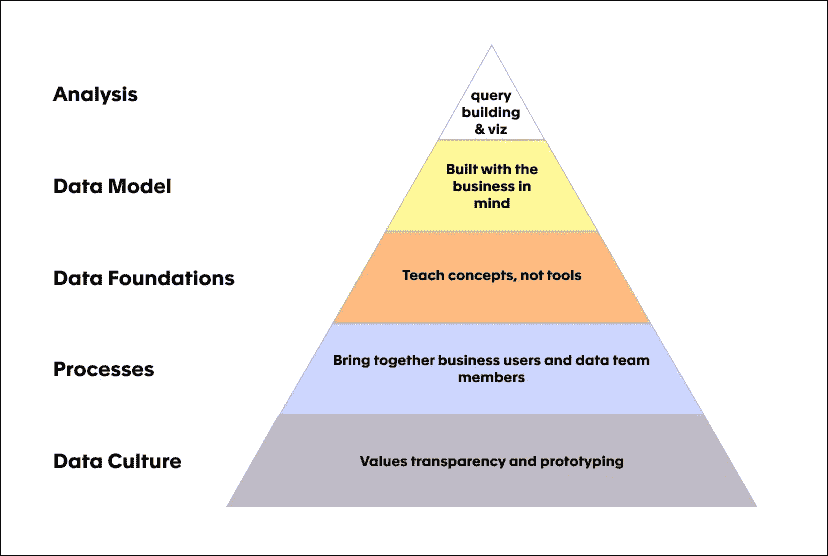 Analysis
query
building
& viz
Data Model
Built with the
business in
mind
Data Foundations
Teach concepts, not tools
Processes
Bring together business users and data team
members
Data Culture
Values transparency and prototyping